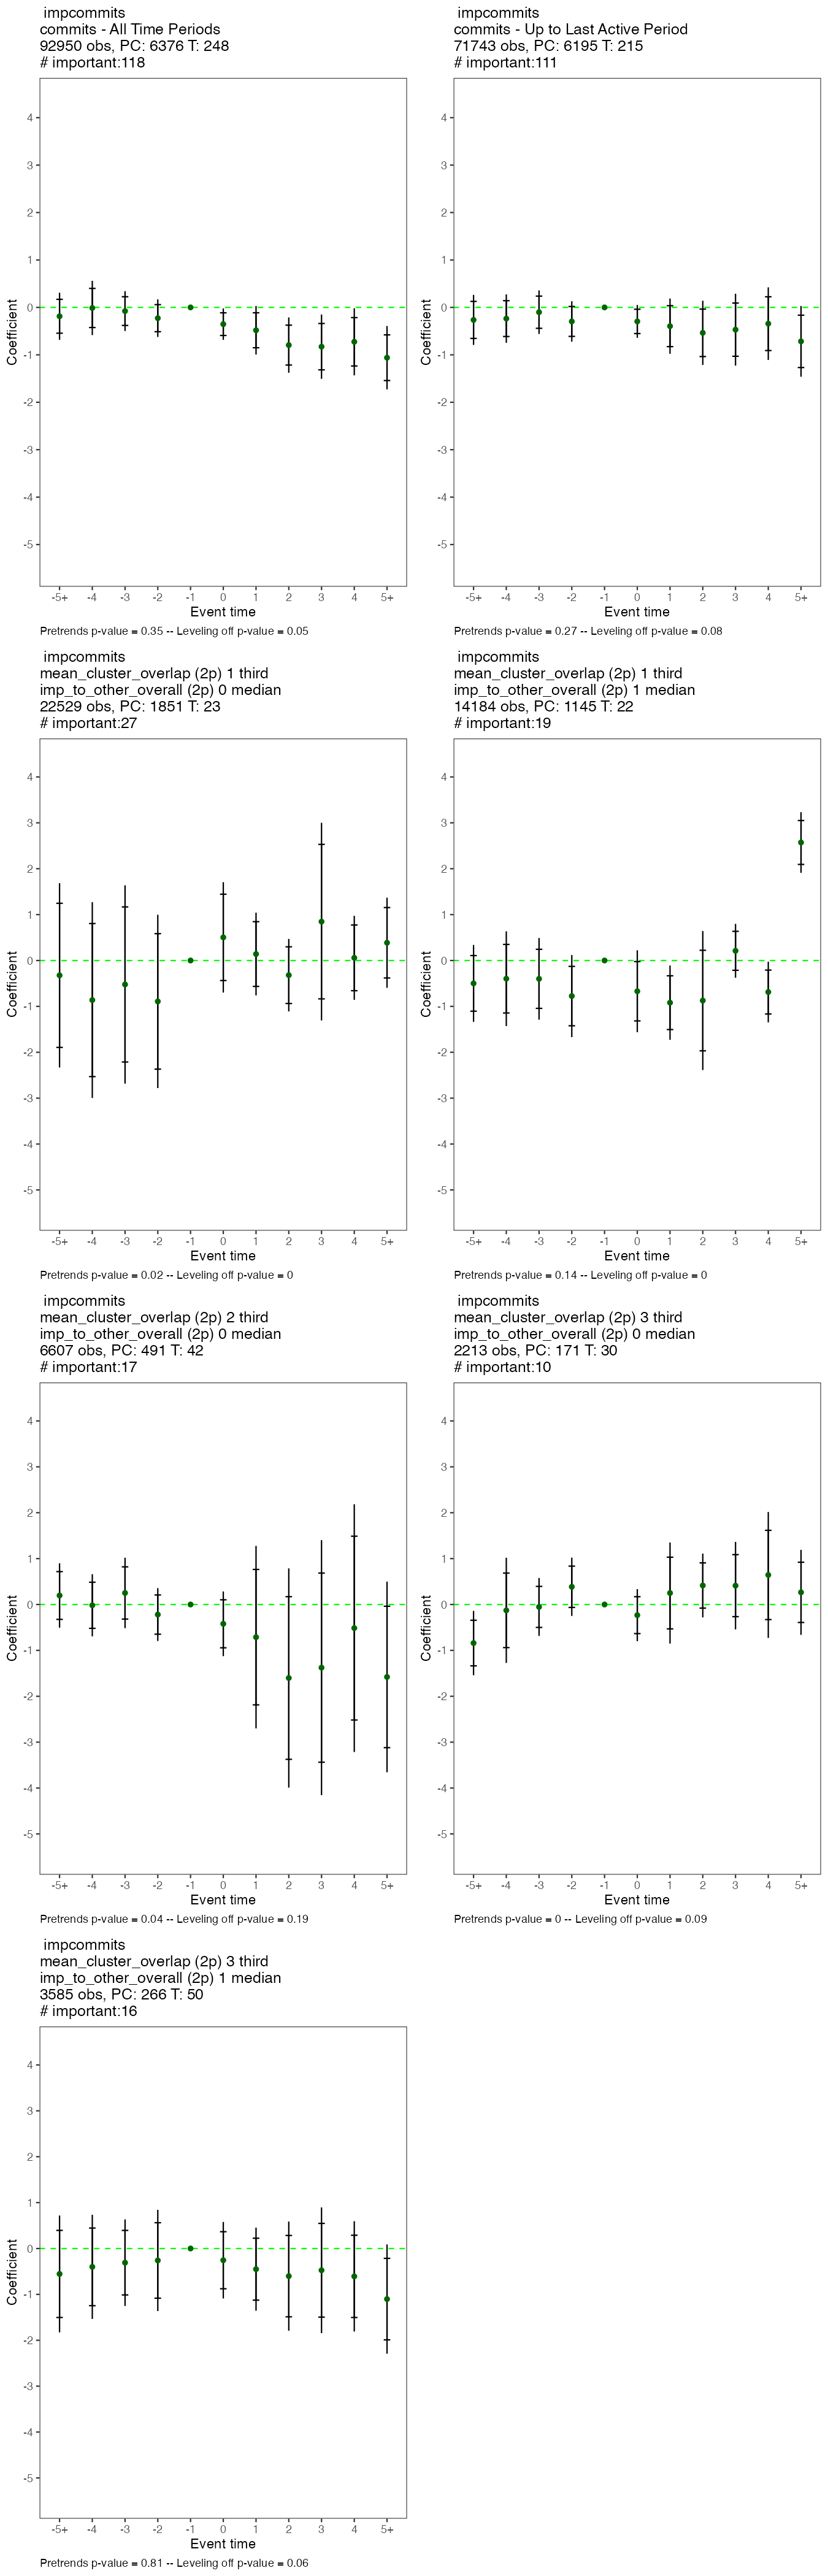 impcommits
commits - All Time Periods
92950 obs, PC: 6376 T: 248
# important:118
4
3
2
1
0
-1
-2
-3
-4
-5
Coefficient
-5+ -4 -3 -2 -1 0 1 2 3 4 5+
Event time
Pretrends p-value = 0.35 -- Leveling off p-value = 0.05
impcommits
commits - Up to Last Active Period
71743 obs, PC: 6195 T: 215
# important:111
4
3
2
1
0
-1
-2
-3
-4
-5
Coefficient
-5+ -4 -3 -2 -1 0 1 2 3 4 5+
Event time
Pretrends p-value = 0.27 -- Leveling off p-value = 0.08
impcommits
mean_cluster_overlap (2p) 1 third
imp_to_other_overall (2p) 0 median
22529 obs, PC: 1851 T: 23
# important:27
4
3
2
1
0
-1
-2
-3
-4
-5
Coefficient
-5+ -4 -3 -2 -1 0 1 2 3 4 5+
Event time
Pretrends p-value = 0.02 -- Leveling off p-value = 0
impcommits
mean_cluster_overlap (2p) 1 third
imp_to_other_overall (2p) 1 median
14184 obs, PC: 1145 T: 22
# important:19
4
3
2
1
0
-1
-2
-3
-4
-5
Coefficient
-5+ -4 -3 -2 -1 0 1 2 3 4 5+
Event time
Pretrends p-value = 0.14 -- Leveling off p-value = 0
impcommits
mean_cluster_overlap (2p) 2 third
imp_to_other_overall (2p) 0 median
6607 obs, PC: 491 T: 42
# important:17
4
3
2
1
0
-1
-2
-3
-4
-5
Coefficient
-5+ -4 -3 -2 -1 0 1 2 3 4 5+
Event time
Pretrends p-value = 0.04 -- Leveling off p-value = 0.19
impcommits
mean_cluster_overlap (2p) 3 third
imp_to_other_overall (2p) 0 median
2213 obs, PC: 171 T: 30
# important:10
4
3
2
1
0
-1
-2
-3
-4
-5
Coefficient
-5+ -4 -3 -2 -1 0 1 2 3 4 5+
Event time
Pretrends p-value = 0 -- Leveling off p-value = 0.09
impcommits
mean_cluster_overlap (2p) 3 third
imp_to_other_overall (2p) 1 median
3585 obs, PC: 266 T: 50
# important:16
4
3
2
1
0
-1
-2
-3
-4
-5
Coefficient
-5+ -4 -3 -2 -1 0 1 2 3 4 5+
Event time
Pretrends p-value = 0.81 -- Leveling off p-value = 0.06